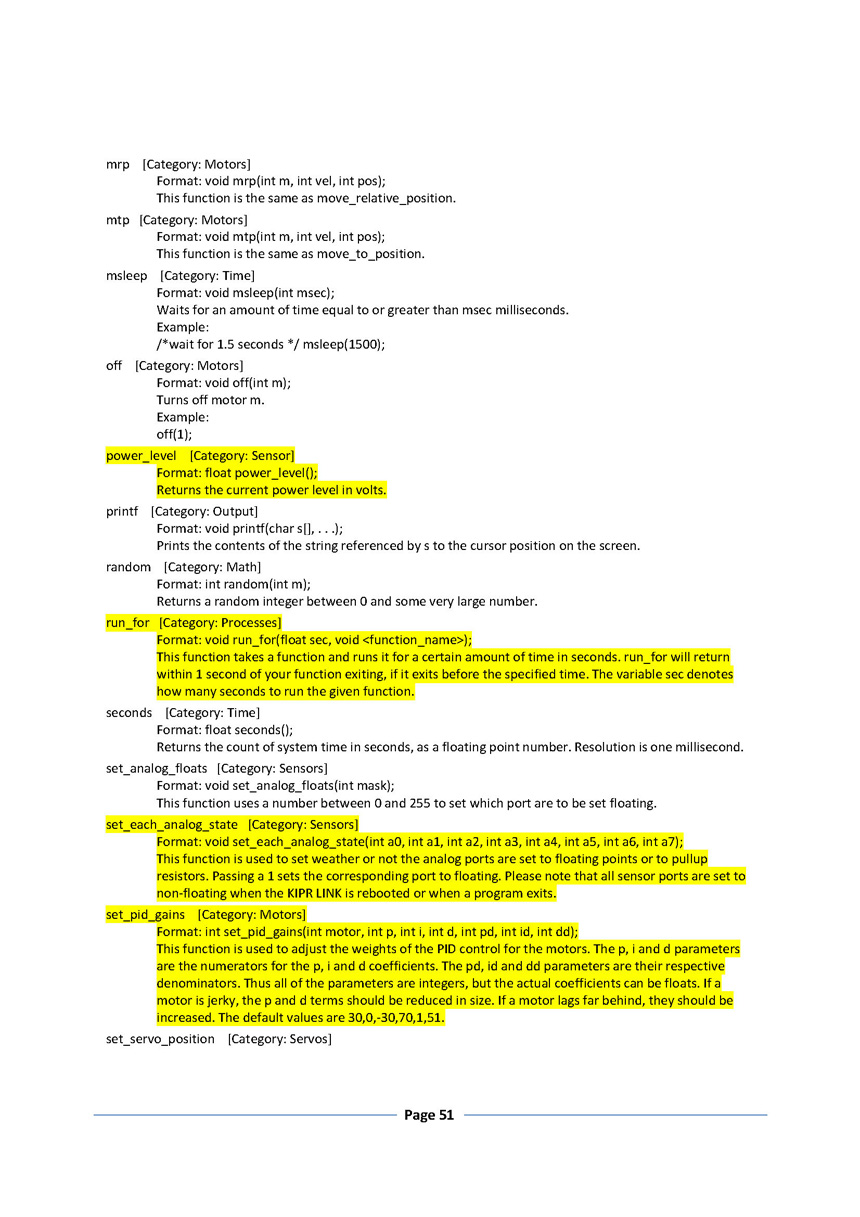 mrp [Category: Motors]
Format: void mrp(int m, int vel, int pos);
This function is the same as move_relative_position.
mtp [Category: Motors]
Format: void mtp(int m, int vel, int pos);
This function is the same as move_to_position.
msleep [Category: Time]
Format: void msleep(int msec);
Waits for an amount of time equal to or greater than msec milliseconds.
Example:
/*wait for 1.5 seconds */ msleep(1500);
off [Category: Motors]
Format: void off(int m);
Turns off motor m.
Example:
off(1);
power_level [Category: Sensor]
Format: float power_level();
Returns the current power level in volts.
printf [Category: Output]
Format: void printf(char s[], . . .);
Prints the contents of the string referenced by s to the cursor position on the screen.
random [Category: Math]
Format: int random(int m);
Returns a random integer between 0 and some very large number.
run_for [Category: Processes]
Format: void run_for(float sec, void <function_name>);
This function takes a function and runs it for a certain amount of time in seconds. run_for will return
within 1 second of your function exiting, if it exits before the specified time. The variable sec denotes
how many seconds to run the given function.
seconds [Category: Time]
Format: float seconds();
Returns the count of system time in seconds, as a floating point number. Resolution is one millisecond.
set_analog_floats [Category: Sensors]
Format: void set_analog_floats(int mask);
This function uses a number between 0 and 255 to set which port are to be set floating.
set_each_analog_state [Category: Sensors]
Format: void set_each_analog_state(int a0, int a1, int a2, int a3, int a4, int a5, int a6, int a7);
This function is used to set weather or not the analog ports are set to floating points or to pullup
resistors. Passing a 1 sets the corresponding port to floating. Please note that all sensor ports are set to
non-floating when the KIPR LINK is rebooted or when a program exits.
set_pid_gains [Category: Motors]
Format: int set_pid_gains(int motor, int p, int i, int d, int pd, int id, int dd);
This function is used to adjust the weights of the PID control for the motors. The p, i and d parameters
are the numerators for the p, i and d coefficients. The pd, id and dd parameters are their respective
denominators. Thus all of the parameters are integers, but the actual coefficients can be floats. If a
motor is jerky, the p and d terms should be reduced in size. If a motor lags far behind, they should be
increased. The default values are 30,0,-30,70,1,51.
set_servo_position [Category: Servos]
Page 51